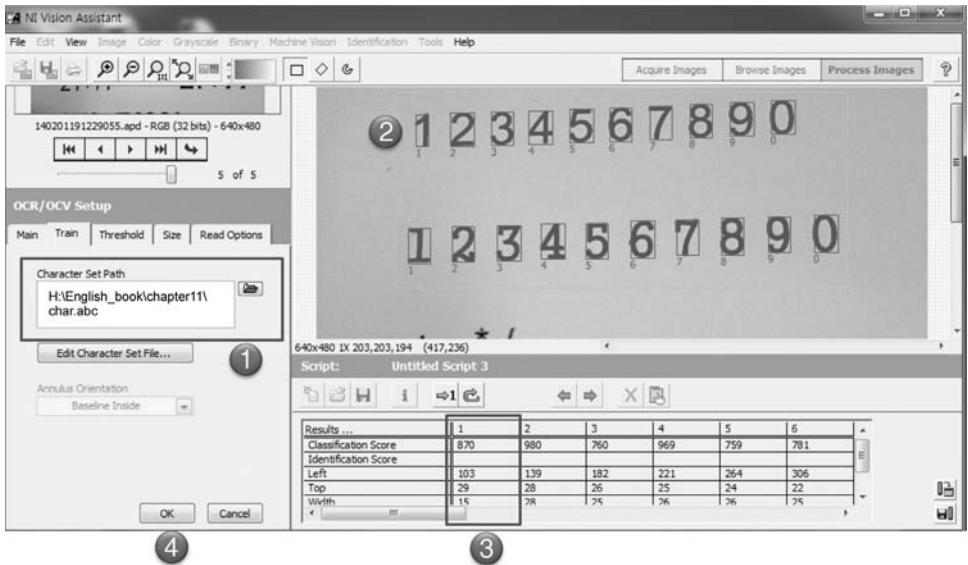 NI Vision Assistant
File Edit View Image Color Grayscale Binary Machine Vision Identification Tools Help
Acquire Images Browse Images Process Images
140201191229055.apd - RGB (32 bits) - 640x480
5 of 5
OCR/OCV Setup
Main Train Threshold Size Read Options
Character Set Path
H:\English_book\chapter11\
char.abc
1
Edit Character Set File...
Annulus Orientation
Baseline Inside
OK Cancel
4
2
1 2 3 4 5 6 7 8 9 0
1 2 3 4 5 6 7 8 9 0
1 2 3 4 5 6 7 8 9 0
1 2 3 4 5 6 7 8 9 0
640x480 1X 203,203,194 (417,236)
Script: Untitled Script 3
Results ... 1 2 3 4 5 6
Classification Score 870 980 760 969 759 781
Identification Score
Left 103 139 182 221 264 306
Top 29 28 26 25 24 22
Width 15 28 25 26 26 25
3